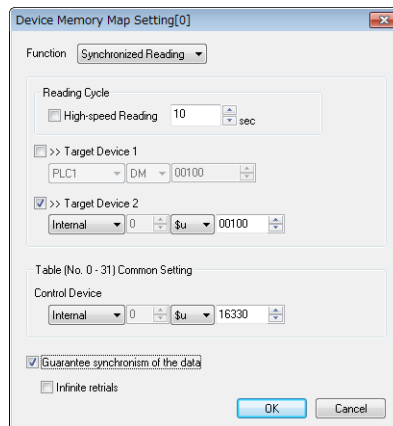 Device Memory Map Setting[0]
Function Synchronized Reading
Reading Cycle
High-speed Reading 10 sec
>> Target Device 1
PLC1 DM 00100
>> Target Device 2
Internal 0 $u 00100
Table (No. 0 - 31) Common Setting
Control Device
Internal 0 $u 16330
Guarantee synchronism of the data
Infinite retrials
OK Cancel